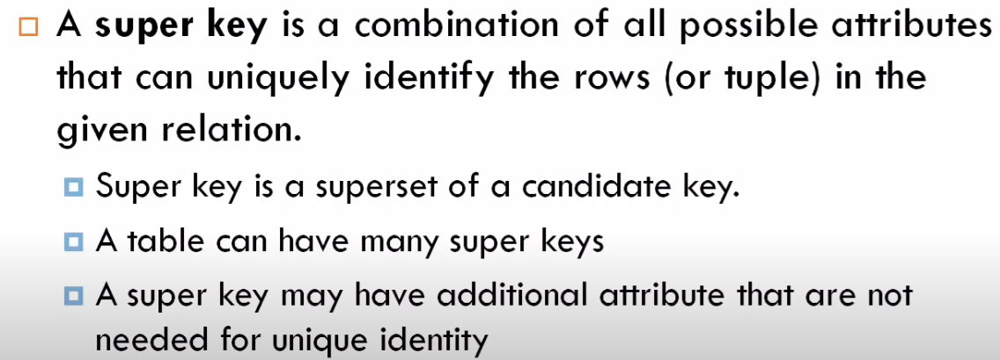 A super key is a combination of all possible attributes
that can uniquely identify the rows (or tuple) in the
given relation.
Super key is a superset of a candidate key.
A table can have many super keys
A super key may have additional attribute that are not
needed for unique identity